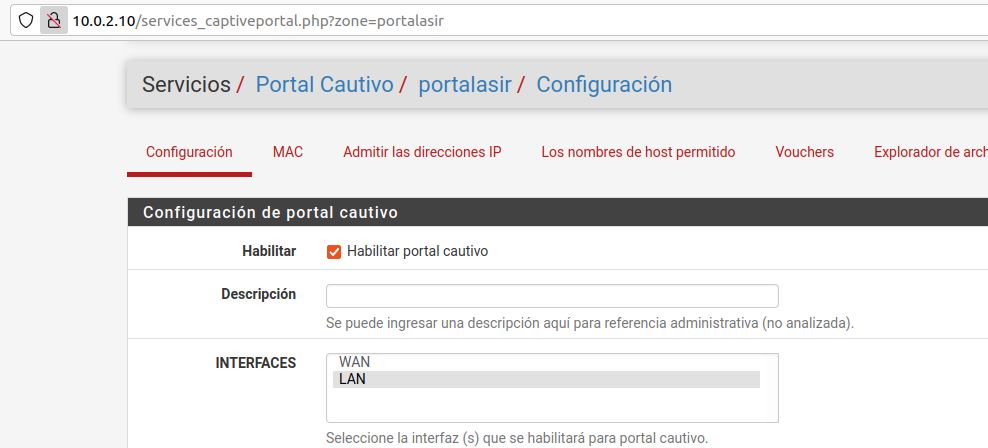 10.0.2.10/services_captiveportal.php?zone=portalasir
Servicios / Portal Cautivo / portalasir / Configuración
Configuración MAC Admitir las direcciones IP Los nombres de host permitido Vouchers Explorador de arch
Configuración de portal cautivo
Habilitar Habilitar portal cautivo
Descripción
Se puede ingresar una descripción aquí para referencia administrativa (no analizada).
INTERFACES WAN
LAN
Seleccione la interfaz (s) que se habilitará para portal cautivo.